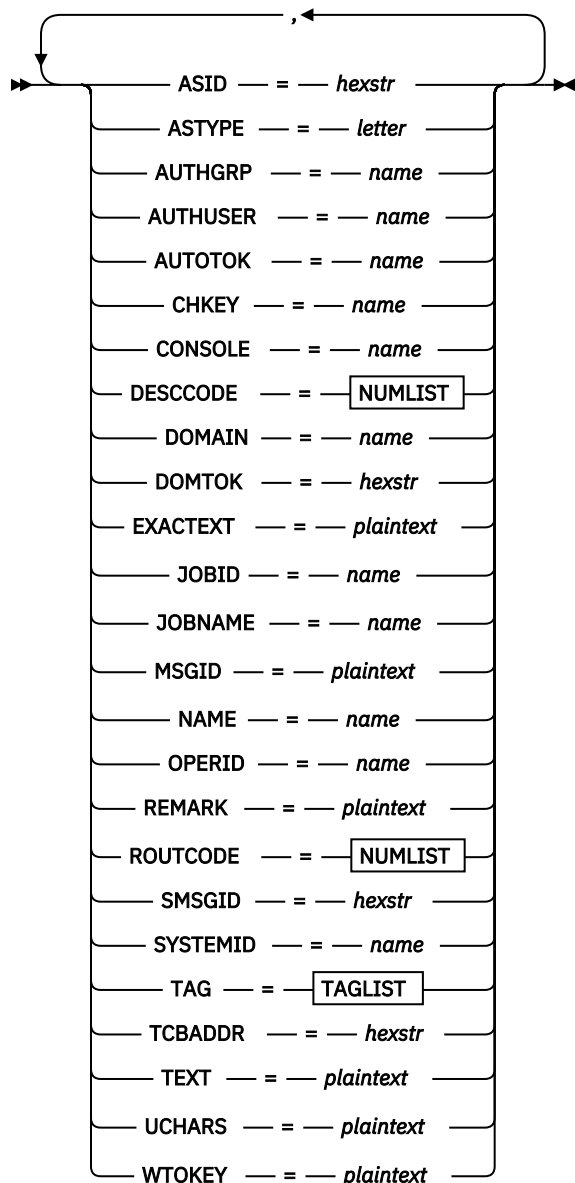 ,
ASID = hexstr
ASTYPE = letter
AUTHGRP = name
AUTHUSER = name
AUTOTOK = name
CHKEY = name
CONSOLE = name
DESCCODE = NUMLIST
DOMAIN = name
DOMTOK = hexstr
EXACTEXT = plaintext
JOBID = name
JOBNAME = name
MSGID = plaintext
NAME = name
OPERID = name
REMARK = plaintext
ROUTCODE = NUMLIST
SMSGID = hexstr
SYSTEMID = name
TAG = TAGLIST
TCBADDR = hexstr
TEXT = plaintext
UCHARS = plaintext
WTOKEY = plaintext